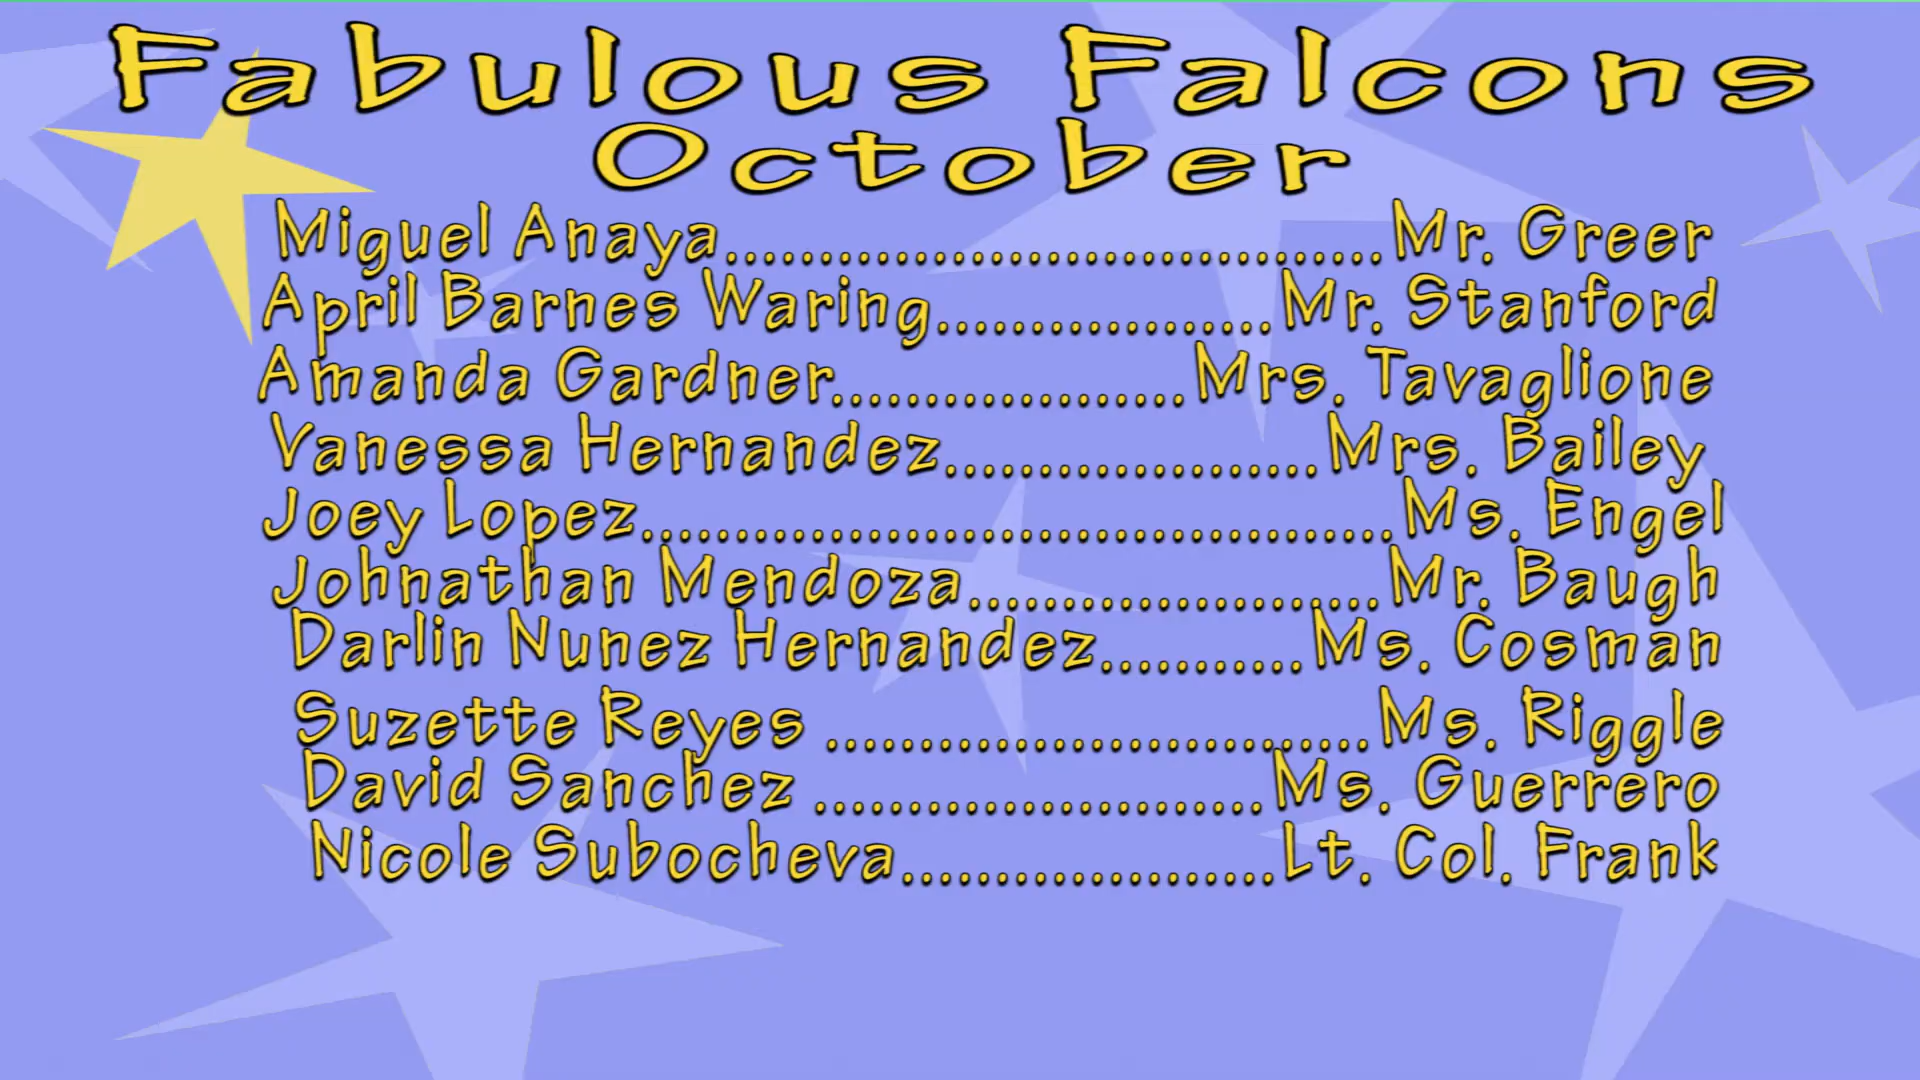 Fabulous Falcons
October
Miguel Anaya...................................Mr. Greer
April Barnes Waring..................Mr. Stanford
Amanda Gardner...................Mrs. Tavaglione
Vanessa Hernandez....................Mrs. Bailey
Joey Lopez........................................Ms. Engel
Johnathan Mendoza......................Mr. Baugh
Darlin Nunez Hernandez...........Ms. Cosman
Suzette Reyes .............................Ms. Riggle
David Sanchez ........................Ms. Guerrero
Nicole Subocheva....................Lt. Col. Frank